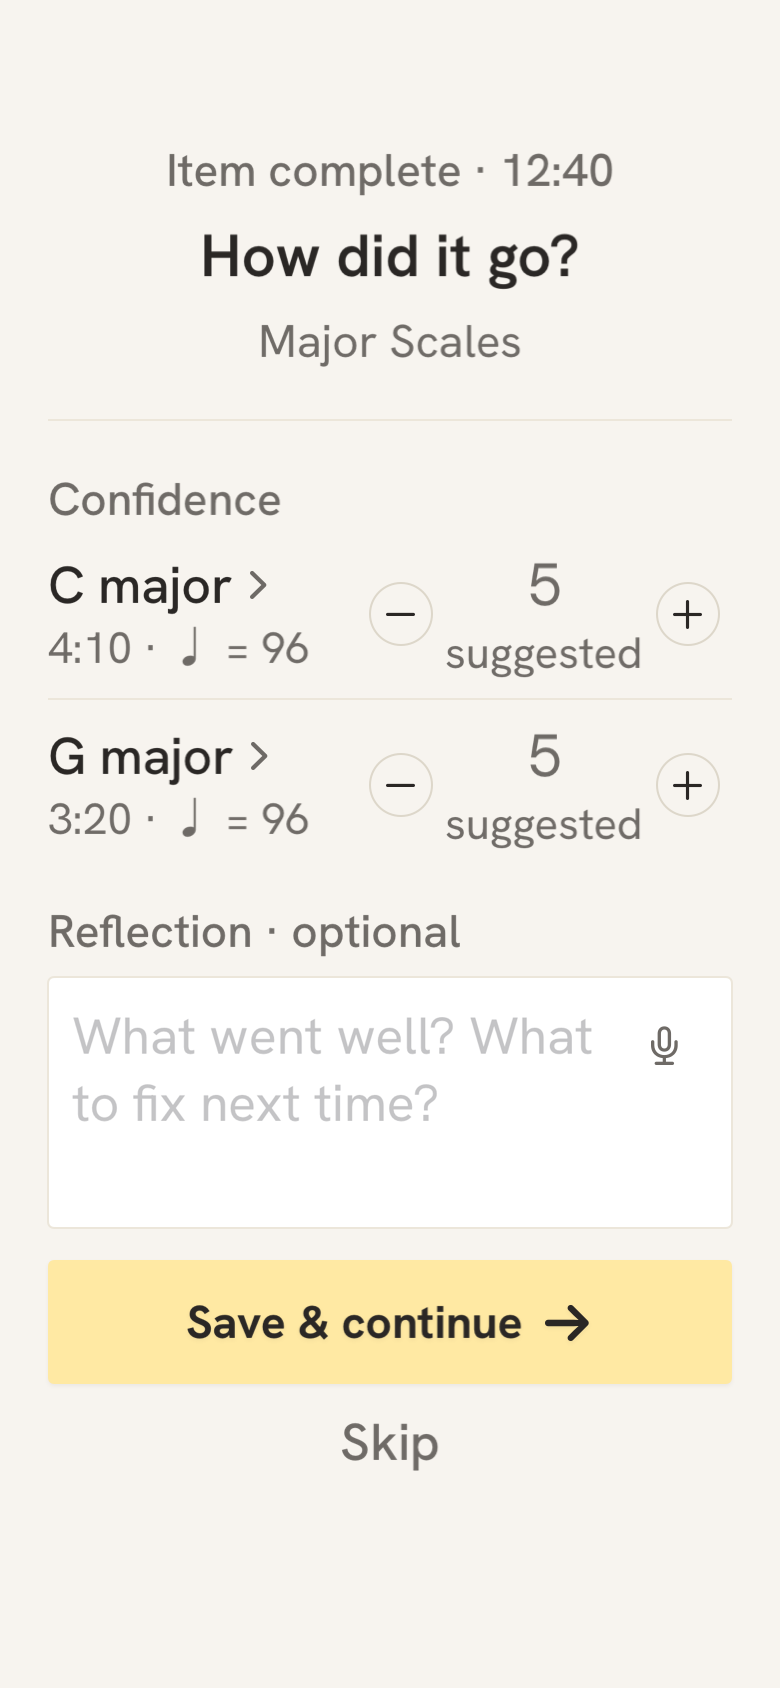 Item complete · 12:40
How did it go?
Major Scales
Confidence
C major
4:10 · ♩ = 96
5
suggested
G major
3:20 · ♩ = 96
5
suggested
Reflection · optional
What went well? What
to fix next time?
Save & continue →
Skip